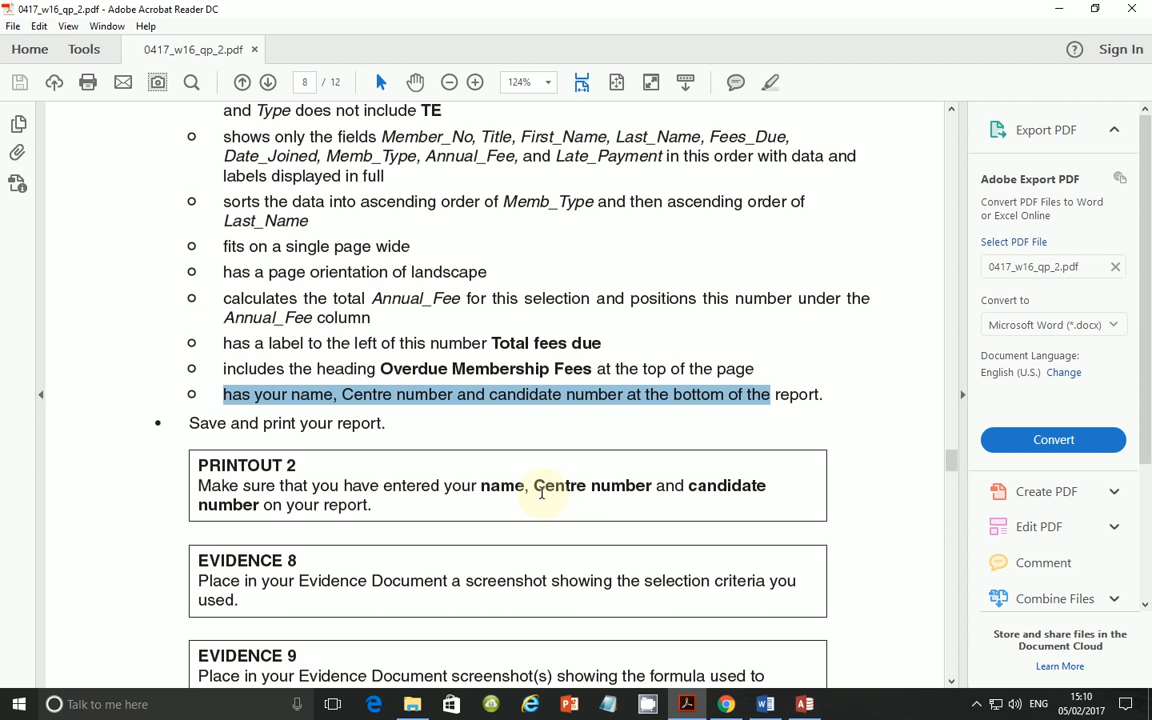 0417_w16_qp_2.pdf - Adobe Acrobat Reader DC
File Edit View Window Help
Home Tools 0417_w16_qp_2.pdf × Sign In
8 / 12 124%
and Type does not include TE
shows only the fields Member_No, Title, First_Name, Last_Name, Fees_Due,
Date_Joined, Memb_Type, Annual_Fee, and Late_Payment in this order with data and
labels displayed in full
sorts the data into ascending order of Memb_Type and then ascending order of
Last_Name
fits on a single page wide
has a page orientation of landscape
calculates the total Annual_Fee for this selection and positions this number under the
Annual_Fee column
has a label to the left of this number Total fees due
includes the heading Overdue Membership Fees at the top of the page
has your name, Centre number and candidate number at the bottom of the report.
• Save and print your report.
PRINTOUT 2
Make sure that you have entered your name, Centre number and candidate
number on your report.
EVIDENCE 8
Place in your Evidence Document a screenshot showing the selection criteria you
used.
EVIDENCE 9
Place in your Evidence Document screenshot(s) showing the formula used to
Export PDF
Adobe Export PDF
Convert PDF Files to Word
or Excel Online
Select PDF File
0417_w16_qp_2.pdf
Convert to
Microsoft Word (*.docx)
Document Language:
English (U.S.) Change
Convert
Create PDF
Edit PDF
Comment
Combine Files
Store and share files in the
Document Cloud
Learn More
Talk to me here
ENG
15:10
05/02/2017